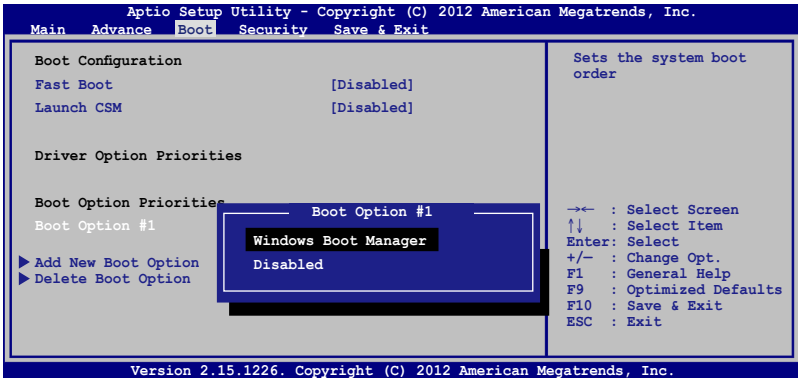 Aptio Setup Utility - Copyright (C) 2012 American Megatrends, Inc.
Main Advance Boot Security Save & Exit
Boot Configuration
Fast Boot [Disabled]
Launch CSM [Disabled]
Driver Option Priorities
Boot Option Priorities
Boot Option #1
Add New Boot Option
Delete Boot Option
Boot Option #1
Windows Boot Manager
Disabled
Sets the system boot
order
→← : Select Screen
↑↓ : Select Item
Enter: Select
+/— : Change Opt.
F1 : General Help
F9 : Optimized Defaults
F10 : Save & Exit
ESC : Exit
Version 2.15.1226. Copyright (C) 2012 American Megatrends, Inc.